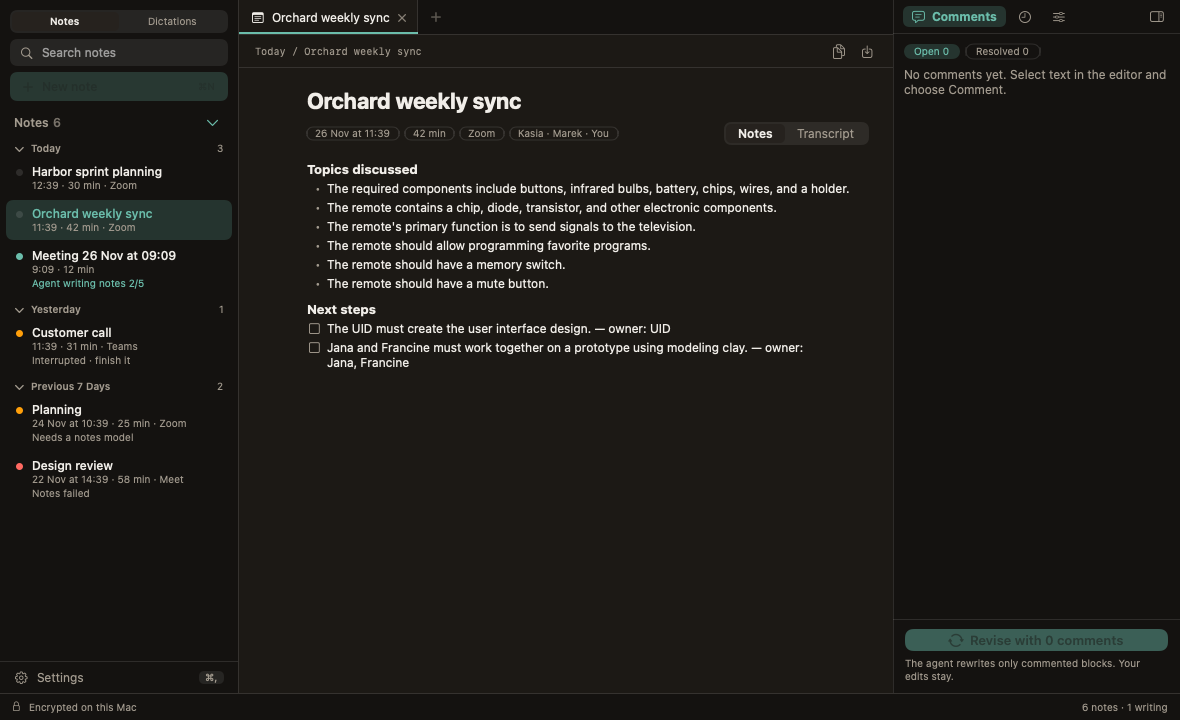 Notes
Dictations
Search notes
+ New note ⌘N
Notes 6
Today 3
Harbor sprint planning
12:39 · 30 min · Zoom
Orchard weekly sync
11:39 · 42 min · Zoom
Meeting 26 Nov at 09:09
9:09 · 12 min
Agent writing notes 2/5
Yesterday 1
Customer call
11:39 · 31 min · Teams
Interrupted · finish it
Previous 7 Days 2
Planning
24 Nov at 10:39 · 25 min · Zoom
Needs a notes model
Design review
22 Nov at 14:39 · 58 min · Meet
Notes failed
Settings ⌘,
Orchard weekly sync
Today / Orchard weekly sync
Orchard weekly sync
26 Nov at 11:39
42 min
Zoom
Kasia · Marek · You
Notes
Transcript
Topics discussed
• The required components include buttons, infrared bulbs, battery, chips, wires, and a holder.
• The remote contains a chip, diode, transistor, and other electronic components.
• The remote's primary function is to send signals to the television.
• The remote should allow programming favorite programs.
• The remote should have a memory switch.
• The remote should have a mute button.
Next steps
The UID must create the user interface design. — owner: UID
Jana and Francine must work together on a prototype using modeling clay. — owner:
Jana, Francine
Comments
Open 0
Resolved 0
No comments yet. Select text in the editor and
choose Comment.
Revise with 0 comments
The agent rewrites only commented blocks. Your
edits stay.
Encrypted on this Mac
6 notes · 1 writing